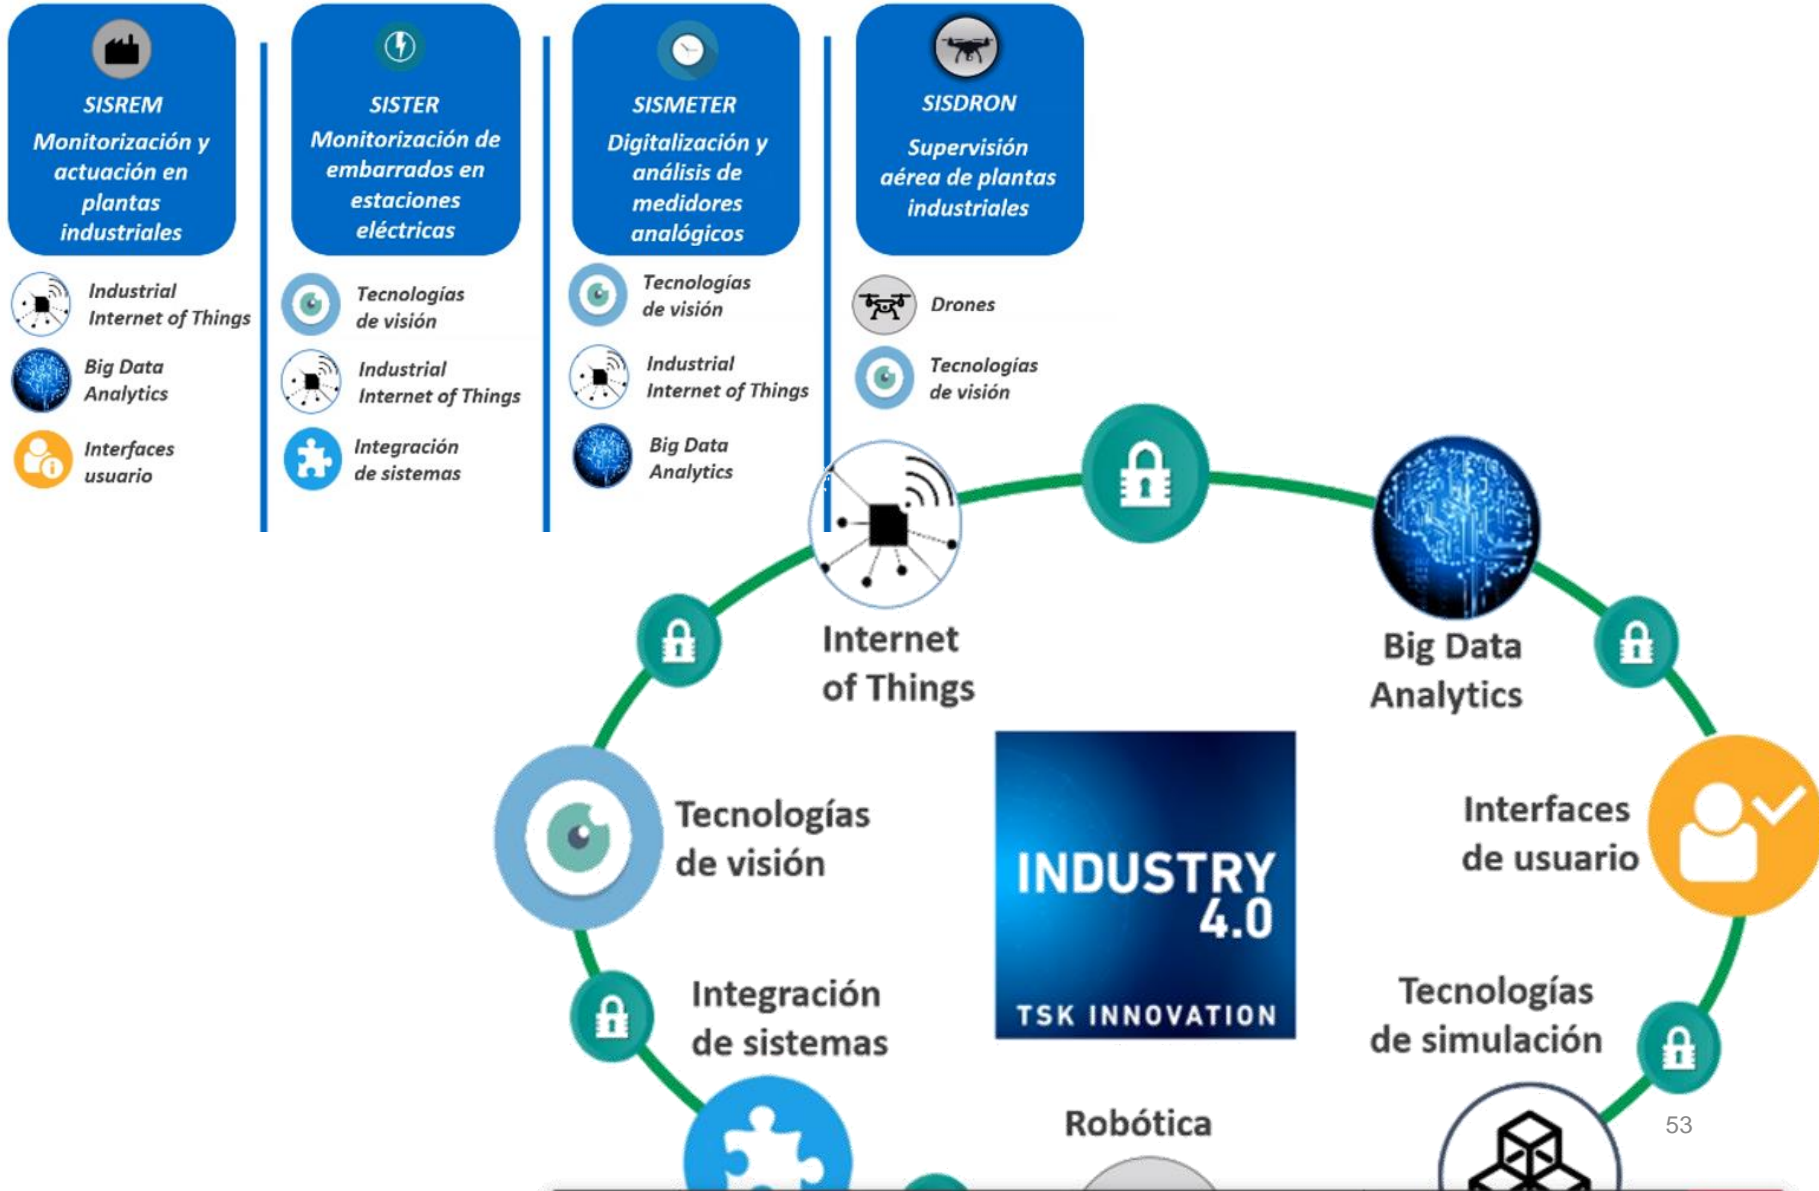 SISREM
Monitorización y
actuación en
plantas
industriales
Industrial
Internet of Things
Big Data
Analytics
Interfaces
usuario
SISTER
Monitorización de
embarrados en
estaciones
eléctricas
Tecnologías
de visión
Industrial
Internet of Things
Integración
de sistemas
SISMETER
Digitalización y
análisis de
medidores
analógicos
Tecnologías
de visión
Industrial
Internet of Things
Big Data
Analytics
SISDRON
Supervisión
aérea de plantas
industriales
Drones
Tecnologías
de visión
Internet
of Things
Big Data
Analytics
Tecnologías
de visión
INDUSTRY
4.0
TSK INNOVATION
Interfaces
de usuario
Integración
de sistemas
Tecnologías
de simulación
Robótica
53